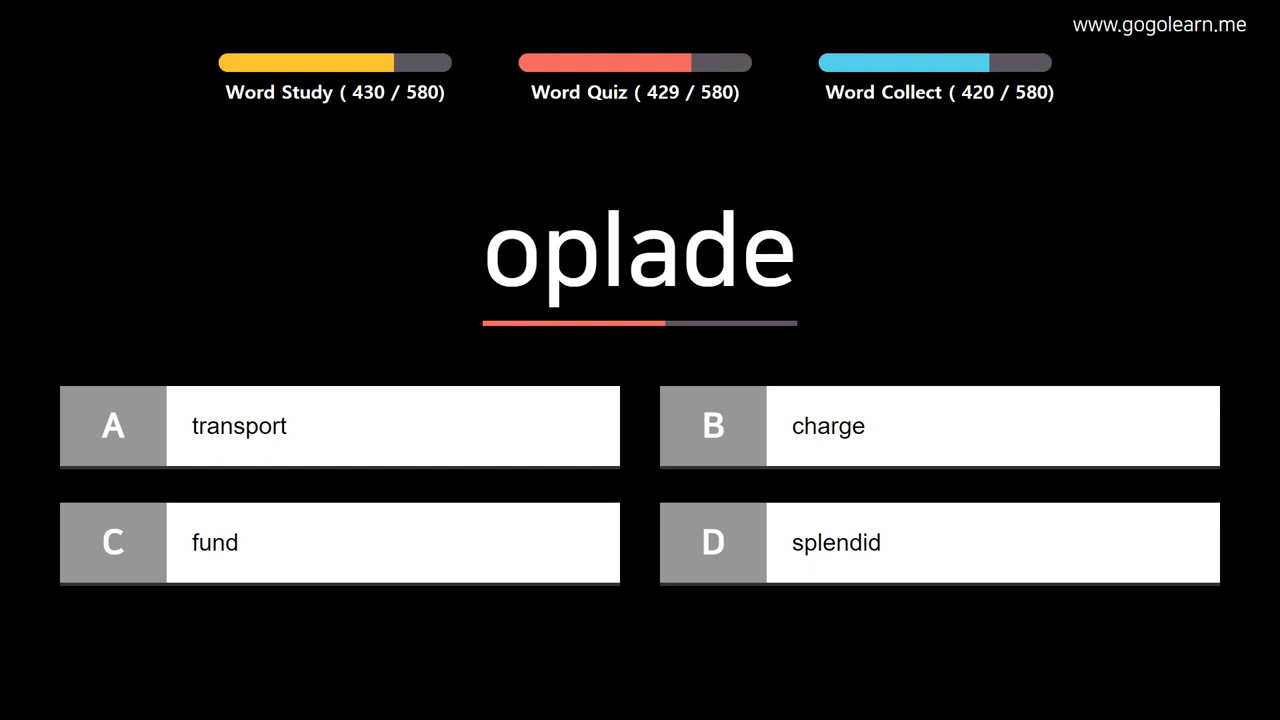 www.gogolearn.me
Word Study ( 430 / 580)
Word Quiz ( 429 / 580)
Word Collect ( 420 / 580)
oplade
A transport
B charge
C fund
D splendid